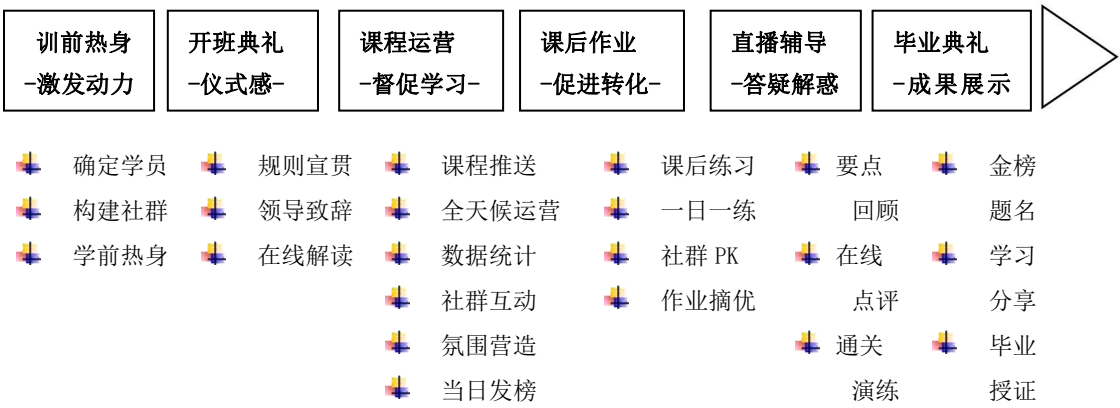 训前热身
-激发动力
开班典礼
-仪式感-
课程运营
-督促学习-
课后作业
-促进转化-
直播辅导
-答疑解惑
毕业典礼
-成果展示
确定学员
构建社群
学前热身
规则宣贯
领导致辞
在线解读
课程推送
全天候运营
数据统计
社群互动
氛围营造
当日发榜
课后练习
一日一练
社群 PK
作业摘优
要点
回顾
在线
点评
通关
演练
金榜
题名
学习
分享
毕业
授证